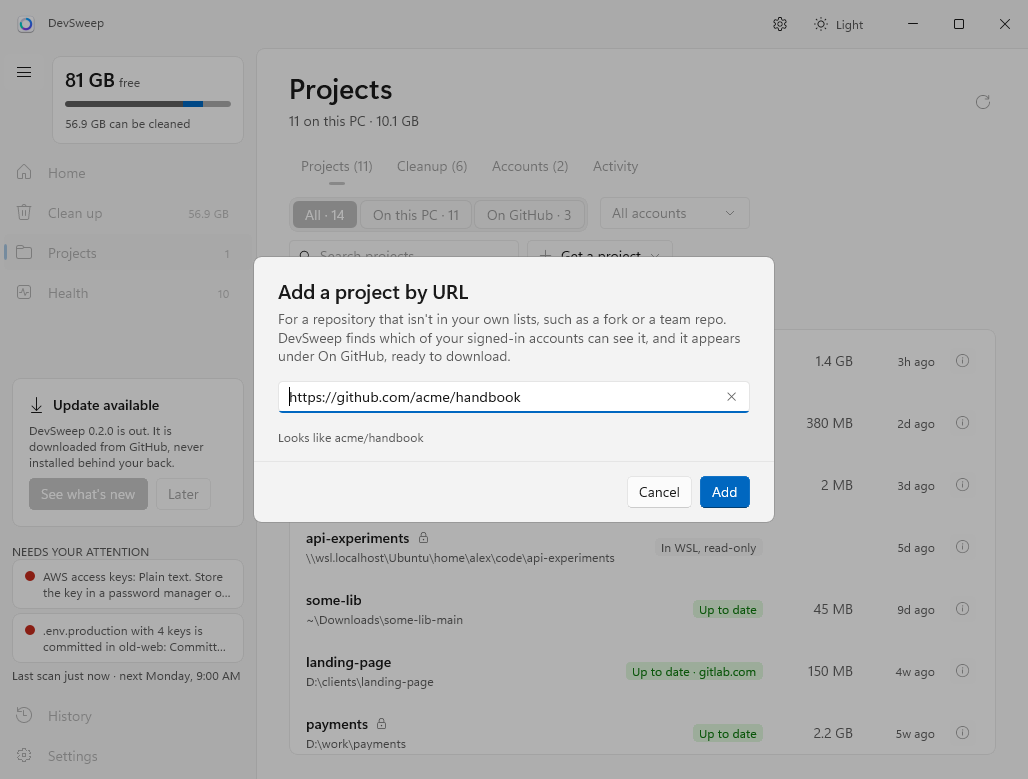 DevSweep
Light
81 GB free
56.9 GB can be cleaned
Home
Clean up 56.9 GB
Projects 1
Health 10
Update available
DevSweep 0.2.0 is out. It is
downloaded from GitHub, never
installed behind your back.
See what's new
Later
NEEDS YOUR ATTENTION
AWS access keys: Plain text. Store
the key in a password manager o...
.env.production with 4 keys is
committed in old-web: Committ...
Last scan just now · next Monday, 9:00 AM
History
Settings
Projects
11 on this PC · 10.1 GB
Projects (11) Cleanup (6) Accounts (2) Activity
All · 14 On this PC · 11 On GitHub · 3 All accounts
Search projects Get a project
Add a project by URL
For a repository that isn't in your own lists, such as a fork or a team repo.
DevSweep finds which of your signed-in accounts can see it, and it appears
under On GitHub, ready to download.
https://github.com/acme/handbook
Looks like acme/handbook
Cancel Add
1.4 GB 3h ago
380 MB 2d ago
2 MB 3d ago
api-experiments
\\wsl.localhost\Ubuntu\home\alex\code\api-experiments
In WSL, read-only 5d ago
some-lib
~\Downloads\some-lib-main
Up to date 45 MB 9d ago
landing-page
D:\clients\landing-page
Up to date · gitlab.com 150 MB 4w ago
payments
D:\work\payments
Up to date 2.2 GB 5w ago